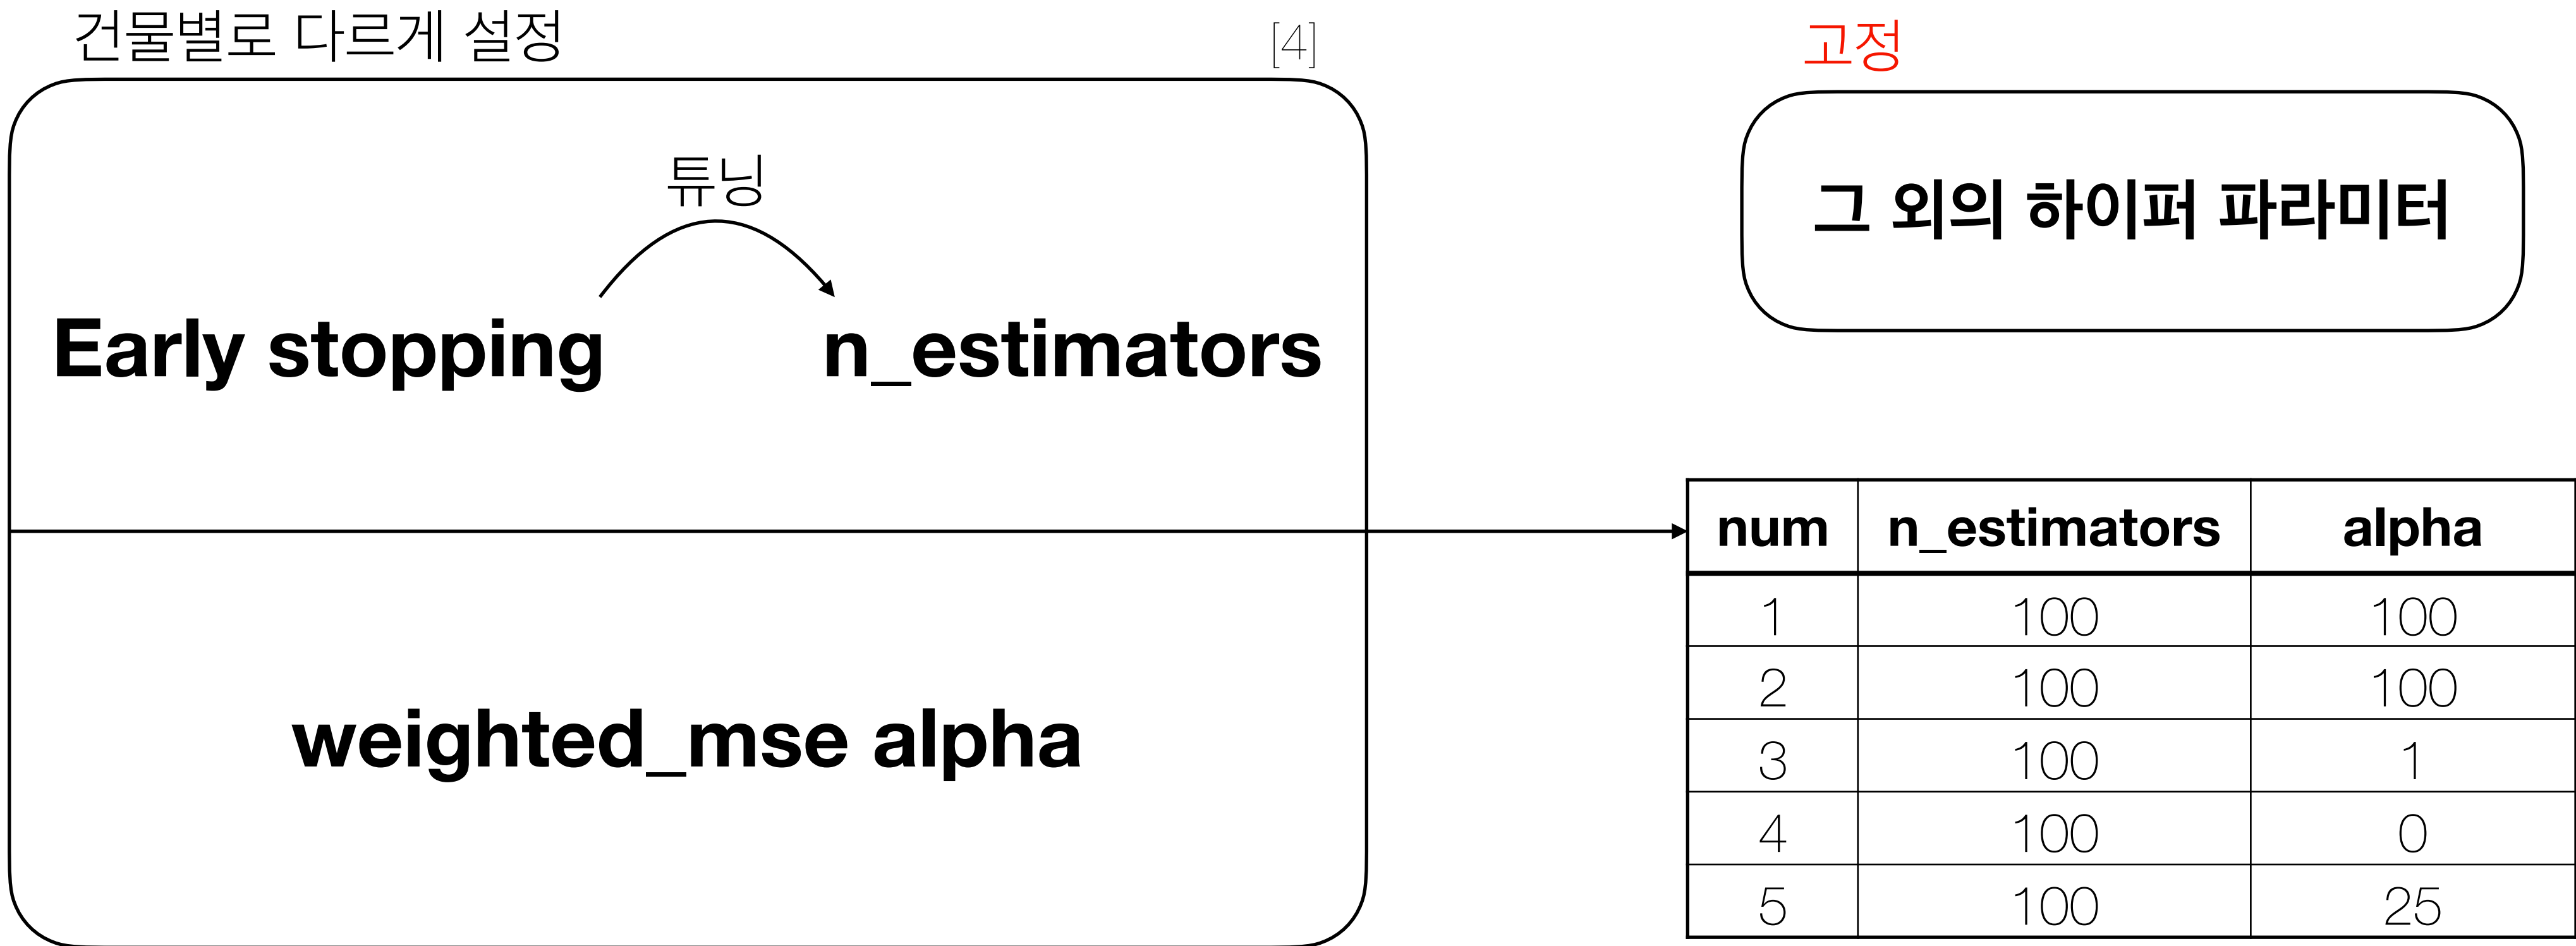 건물별로 다르게 설정
[4]
튜닝
Early stopping
n_estimators
weighted_mse alpha
고정
그 외의 하이퍼 파라미터
num n_estimators alpha
1 100 100
2 100 100
3 100 1
4 100 0
5 100 25